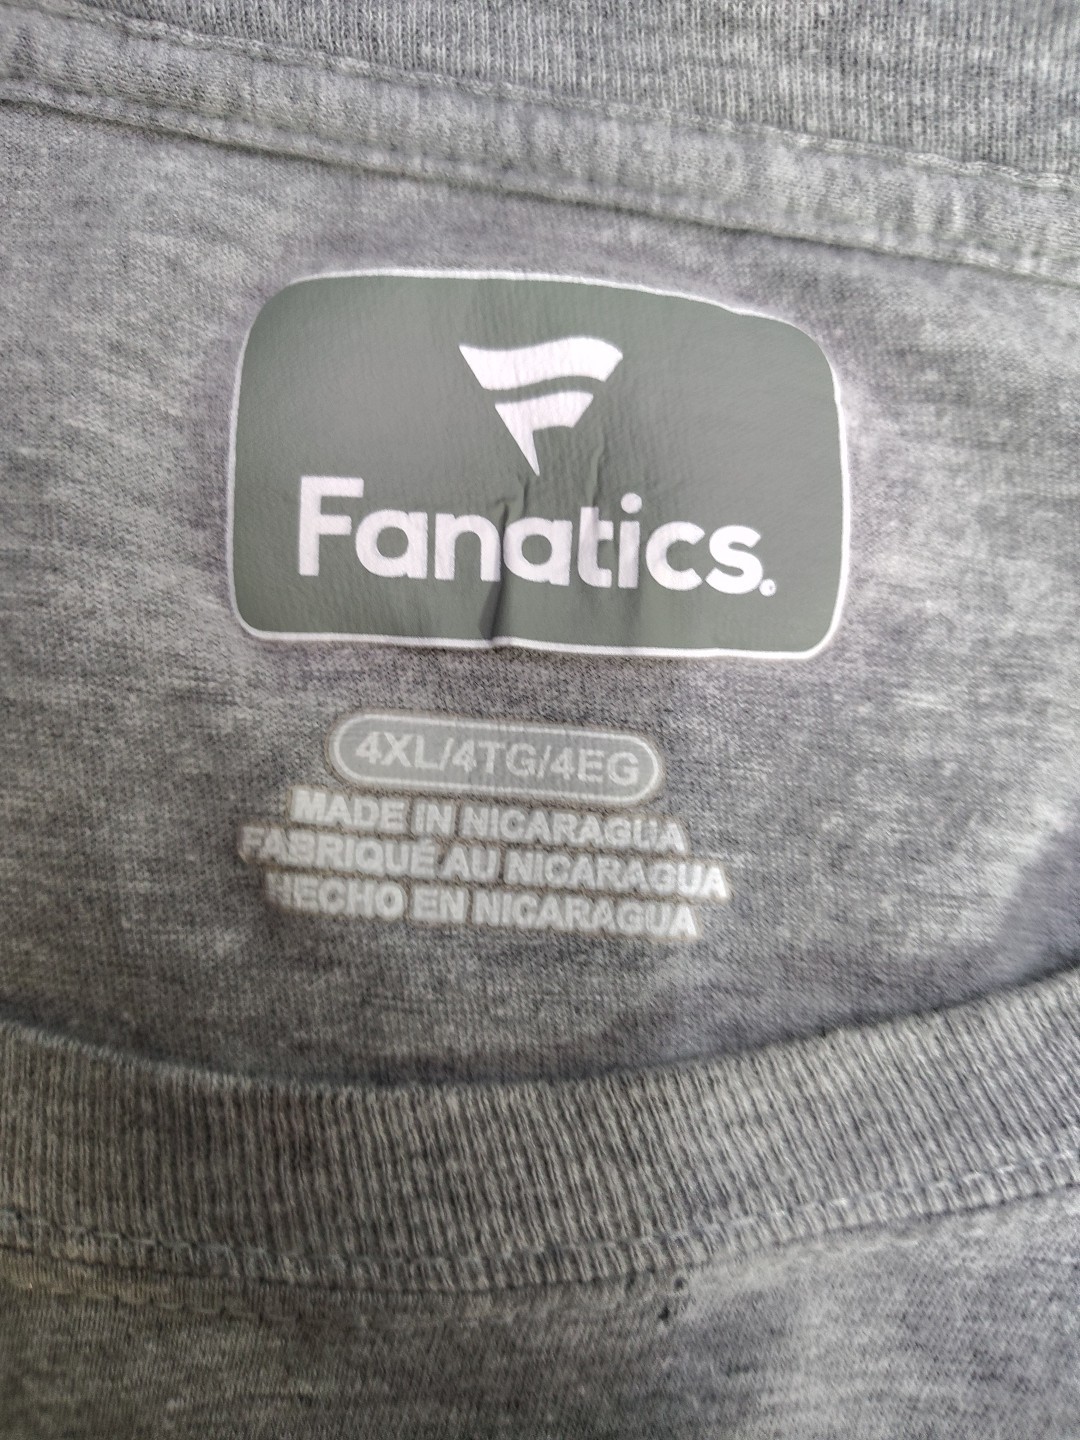 Fanatics®
4XL/4TG/4EG
MADE IN NICARAGUA
FABRIQUÉ AU NICARAGUA
HECHO EN NICARAGUA